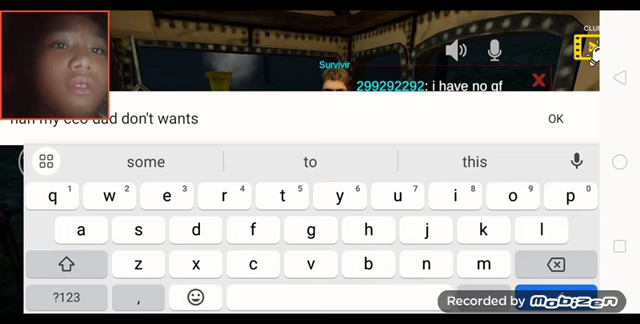 CLUE
Survivir
299292292: i have no gf
X
nah my ceo dad don't wants
OK
some to this
q 1 w 2 e 3 r 4 t 5 y 6 u 7 i 8 o 9 p 0
a s d f g h j k l
z x c v b n m
?123 ,
Recorded by Mobizen